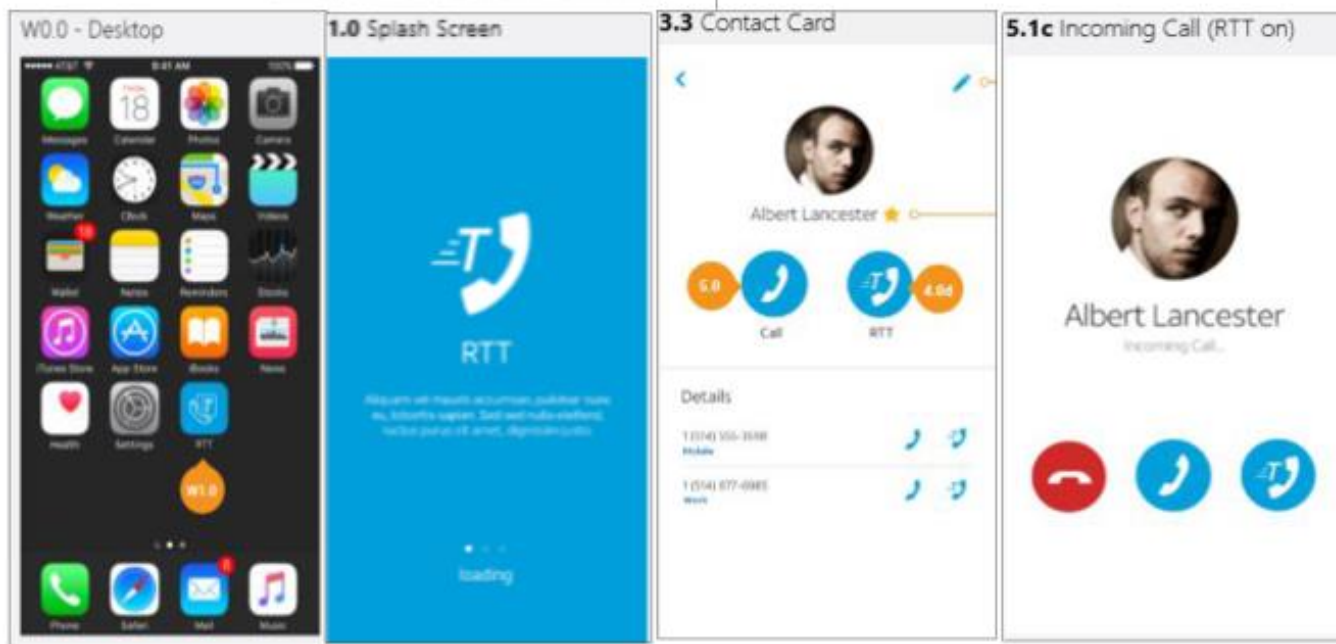 W0.0 - Desktop
AT&T 9:41 AM 100%
18
Messages Calendar Photos Camera
Weather Clock Maps Videos
Wallet Notes Reminders Stocks
iTunes Store App Store iBooks News
Health Settings RTT
W1.0
Phone Safari Mail Music
1.0 Splash Screen
RTT
loading
3.3 Contact Card
Albert Lancester
5.0
4.0d
Call RTT
Details
Mobile
Work
5.1c Incoming Call (RTT on)
Albert Lancester
Incoming Call...